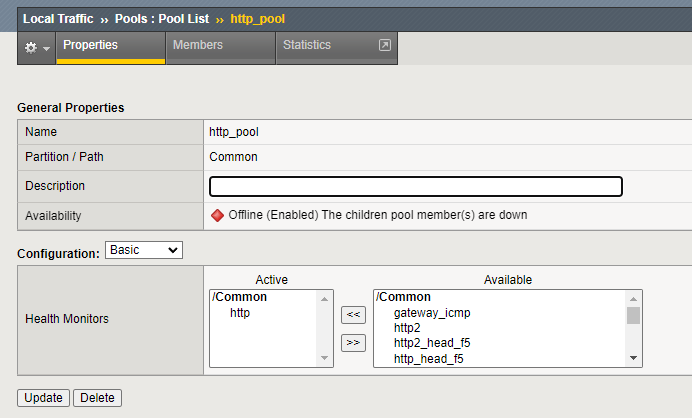 Local Traffic ›› Pools : Pool List ›› http_pool
Properties Members Statistics
General Properties
Name http_pool
Partition / Path Common
Description
Availability Offline (Enabled) The children pool member(s) are down
Configuration: Basic
Active Available
/Common /Common
http gateway_icmp
<< http2
Health Monitors http2_head_f5
>> http_head_f5
Update Delete